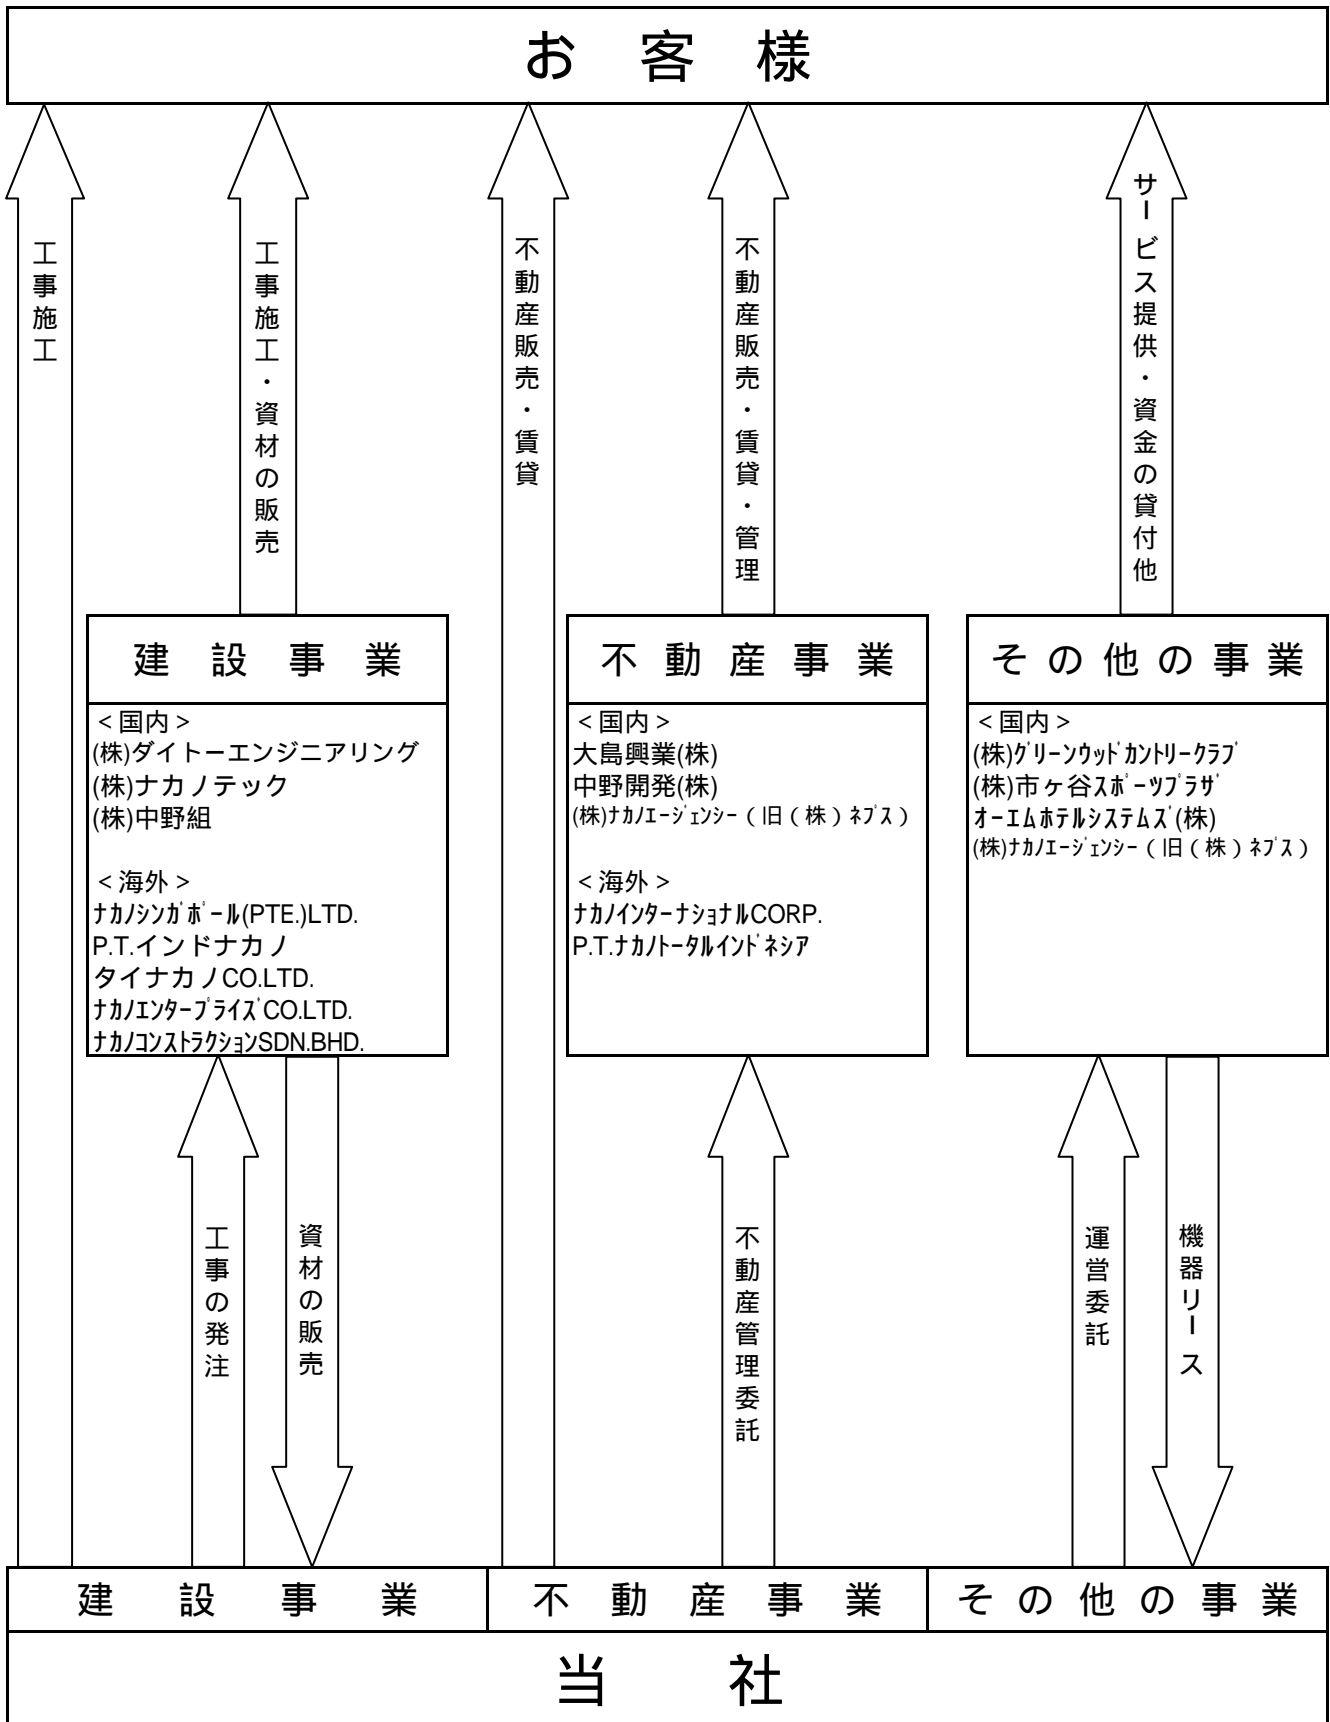 お客様
工事施工
工事施工・資材の販売
不動産販売・賃貸
不動産販売・賃貸・管理
サービス提供・資金の貸付他
建設事業
＜国内＞
(株)ダイトーエンジニアリング
(株)ナカノテック
(株)中野組
＜海外＞
ﾅｶﾉｼﾝｶﾞﾎﾟｰﾙ(PTE.)LTD.
P.T.インドナカノ
タイナカノCO.LTD.
ﾅｶﾉｴﾝﾀｰﾌﾟﾗｲｽﾞCO.LTD.
ﾅｶﾉｺﾝｽﾄﾗｸｼｮﾝSDN.BHD.
不動産事業
＜国内＞
大島興業(株)
中野開発(株)
(株)ﾅｶﾉｴｰｼﾞｪﾝｼｰ（旧（株）ﾈﾌﾟｽ）
＜海外＞
ﾅｶﾉｲﾝﾀｰﾅｼｮﾅﾙCORP.
P.T.ﾅｶﾉﾄｰﾀﾙｲﾝﾄﾞﾈｼｱ
その他の事業
＜国内＞
(株)ｸﾞﾘｰﾝｳｯﾄﾞｶﾝﾄﾘｰｸﾗﾌﾞ
(株)市ヶ谷ｽﾎﾟｰﾂﾌﾟﾗｻﾞ
ｵｰｴﾑﾎﾃﾙｼｽﾃﾑｽﾞ(株)
(株)ﾅｶﾉｴｰｼﾞｪﾝｼｰ（旧（株）ﾈﾌﾟｽ）
工事の発注
資材の販売
不動産管理委託
運営委託
機器リース
建設事業
不動産事業
その他の事業
当社